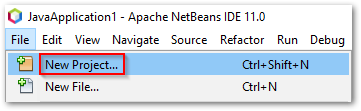 JavaApplication1 - Apache NetBeans IDE 11.0
File Edit View Navigate Source Refactor Run Debug
New Project... Ctrl+Shift+N
New File... Ctrl+N